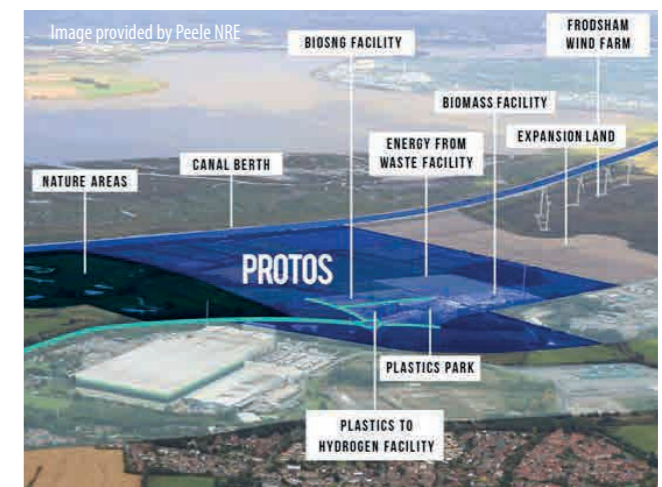 Image provided by Peele NRE
FRODSHAM
WIND FARM
BIOSNG FACILITY
BIOMASS FACILITY
ENERGY FROM
WASTE FACILITY
EXPANSION LAND
CANAL BERTH
NATURE AREAS
PROTOS
PLASTICS PARK
PLASTICS TO
HYDROGEN FACILITY